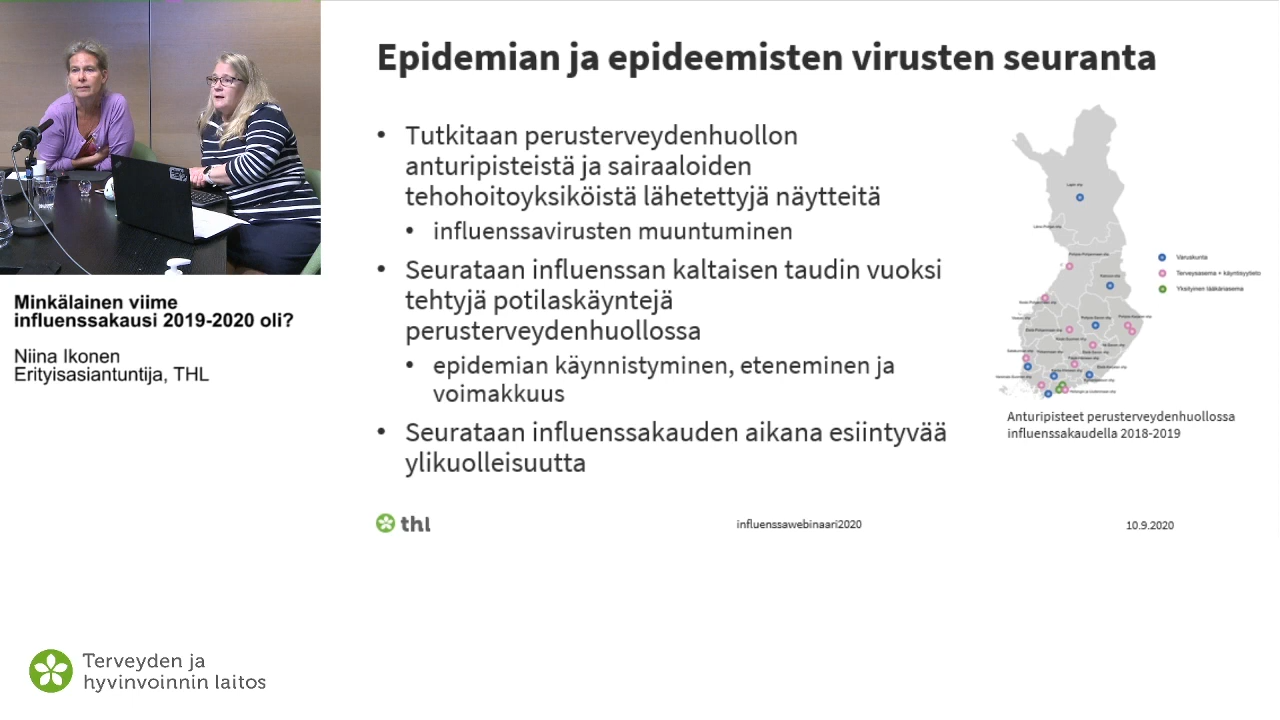 Epidemian ja epideemisten virusten seuranta
• Tutkitaan perusterveydenhuollon
anturipisteistä ja sairaaloiden
tehohoitoyksiköistä lähetettyjä näytteitä
• influenssavirusten muuntuminen
• Seurataan influenssan kaltaisen taudin vuoksi
tehtyjä potilaskäyntejä
perusterveydenhuollossa
• epidemian käynnistyminen, eteneminen ja
voimakkuus
• Seurataan influenssakauden aikana esiintyvää
ylikuolleisuutta
Varuskunta
Terveysasema + käyntisyytieto
Yksityinen lääkäriasema
Anturipisteet perusterveydenhuollossa
influenssakaudella 2018-2019
thl
influenssawebinaari2020
10.9.2020
Minkälainen viime
influenssakausi 2019-2020 oli?
Niina Ikonen
Erityisasiantuntija, THL
Terveyden ja
hyvinvoinnin laitos